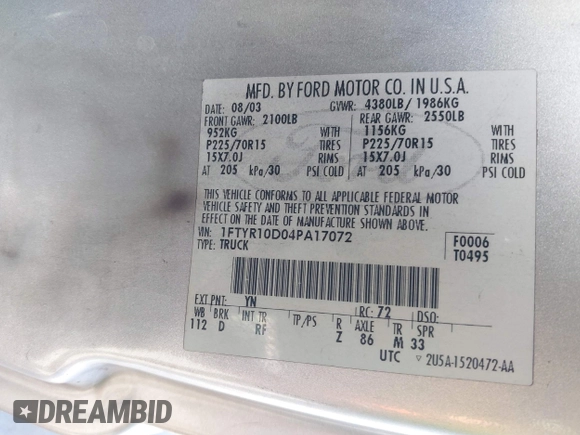 MFD. BY FORD MOTOR CO. IN U.S.A.
DATE: 08/03 GVWR: 4380LB/ 1986KG
FRONT GAWR: 2100LB REAR GAWR: 2550LB
952KG WITH 1156KG WITH
P225/70R15 TIRES P225/70R15 TIRES
15X7.0J RIMS 15X7.0J RIMS
AT 205 kPa/30 PSI COLD AT 205 kPa/30 PSI COLD
THIS VEHICLE CONFORMS TO ALL APPLICABLE FEDERAL MOTOR
VEHICLE SAFETY AND THEFT PREVENTION STANDARDS IN
EFFECT ON THE DATE OF MANUFACTURE SHOWN ABOVE.
VIN: 1FTYR10D04PA17072 F0006
TYPE: TRUCK T0495
EXT PNT: YN RC: 72 DSO:
WB BRK INT TR TP/PS R AXLE TR SPR
112 D RF Z 86 M 33
UTC 2U5A-1520472-AA
Ford
DREAMBID